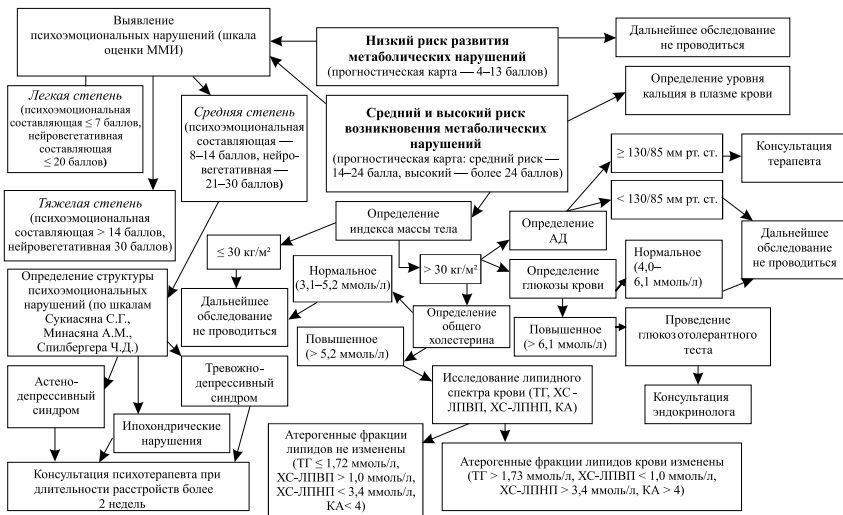 Выявление
психоэмоциональных нарушений (шкала
оценки ММИ)
Низкий риск развития
метаболических нарушений
(прогностическая карта — 4–13 баллов)
Дальнейшее обследование
не проводиться
Определение уровня
кальция в плазме крови
Легкая степень
(психоэмоциональная
составляющая ≤ 7 баллов,
нейровегетативная
составляющая
≤ 20 баллов)
Средняя степень
(психоэмоциональная
составляющая —
8–14 баллов, нейро-
вегетативная —
21–30 баллов)
Средний и высокий риск
возникновения метаболических
нарушений
(прогностическая карта: средний риск —
14–24 балла, высокий — более 24 баллов)
≥ 130/85 мм рт. ст.
Консультация
терапевта
< 130/85 мм рт. ст.
Тяжелая степень
(психоэмоциональная
составляющая > 14 баллов,
нейровегетативная 30 баллов)
Определение
индекса массы тела
Определение
АД
Дальнейшее
обследование
не проводиться
≤ 30 кг/м²
> 30 кг/м²
Нормальное
(3,1–5,2 ммоль/л)
Определение
глюкозы крови
Нормальное
(4,0–
6,1 ммоль/л)
Определение структуры
психоэмоциональных
нарушений (по шкалам
Сукиасяна С.Г.,
Минасяна А.М.,
Спилбергера Ч.Д.)
Дальнейшее
обследование
не проводиться
Определение
общего
холестерина
Повышенное
(> 6,1 ммоль/л)
Проведение
глюкозотолерантного
теста
Повышенное
(> 5,2 ммоль/л)
Астено-
депрессивный
синдром
Тревожно-
депрессивный
синдром
Исследование липидного
спектра крови (ТГ, ХС -
ЛПВП, ХС-ЛПНП, КА)
Консультация
эндокринолога
Ипохондрические
нарушения
Атерогенные фракции
липидов не изменены
(ТГ ≤ 1,72 ммоль/л,
ХС-ЛПВП > 1,0 ммоль/л,
ХС-ЛПНП < 3,4 ммоль/л,
КА< 4)
Атерогенные фракции липидов крови изменены
(ТГ > 1,73 ммоль/л, ХС-ЛПВП < 1,0 ммоль/л,
ХС-ЛПНП > 3,4 ммоль/л, КА > 4)
Консультация психотерапевта при
длительности расстройств более
2 недель